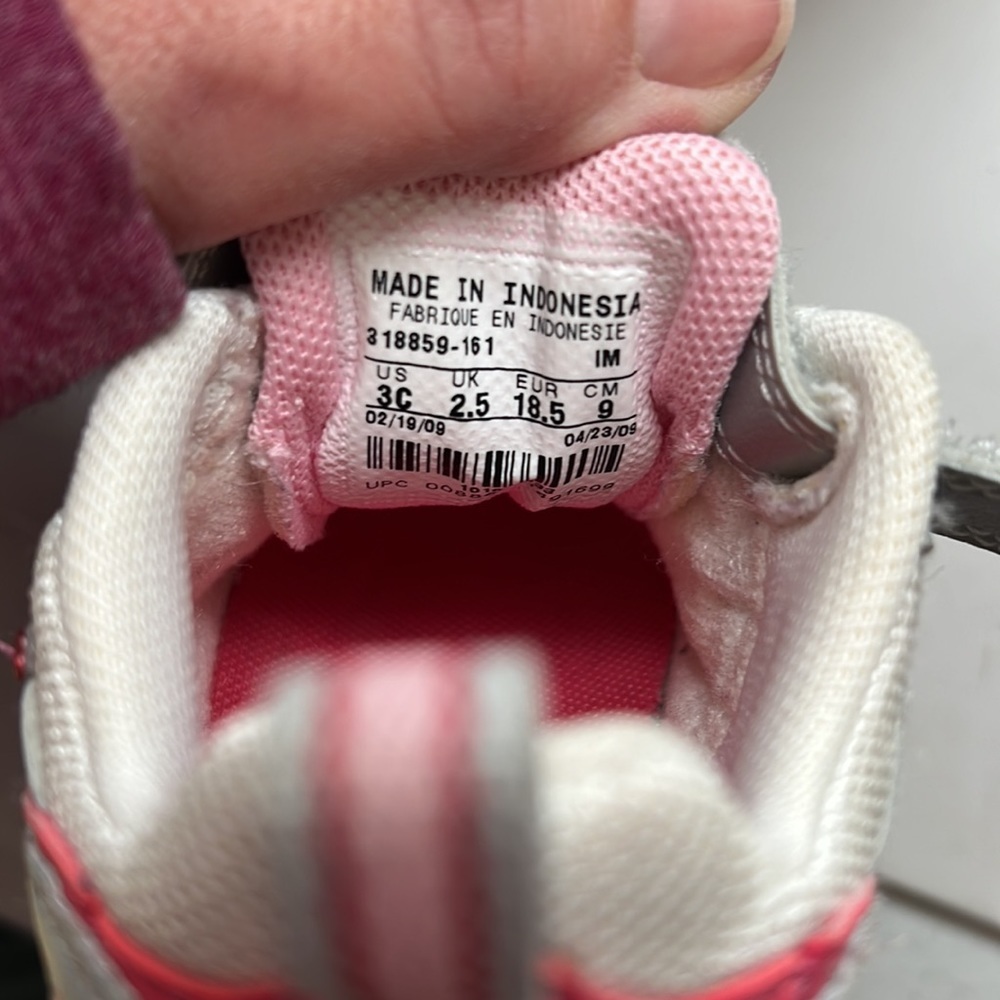 MADE IN INDONESIA
FABRIQUE EN INDONESIE
318859-161 IM
US UK EUR CM
3C 2.5 18.5 9
02/19/09 04/23/09
UPC